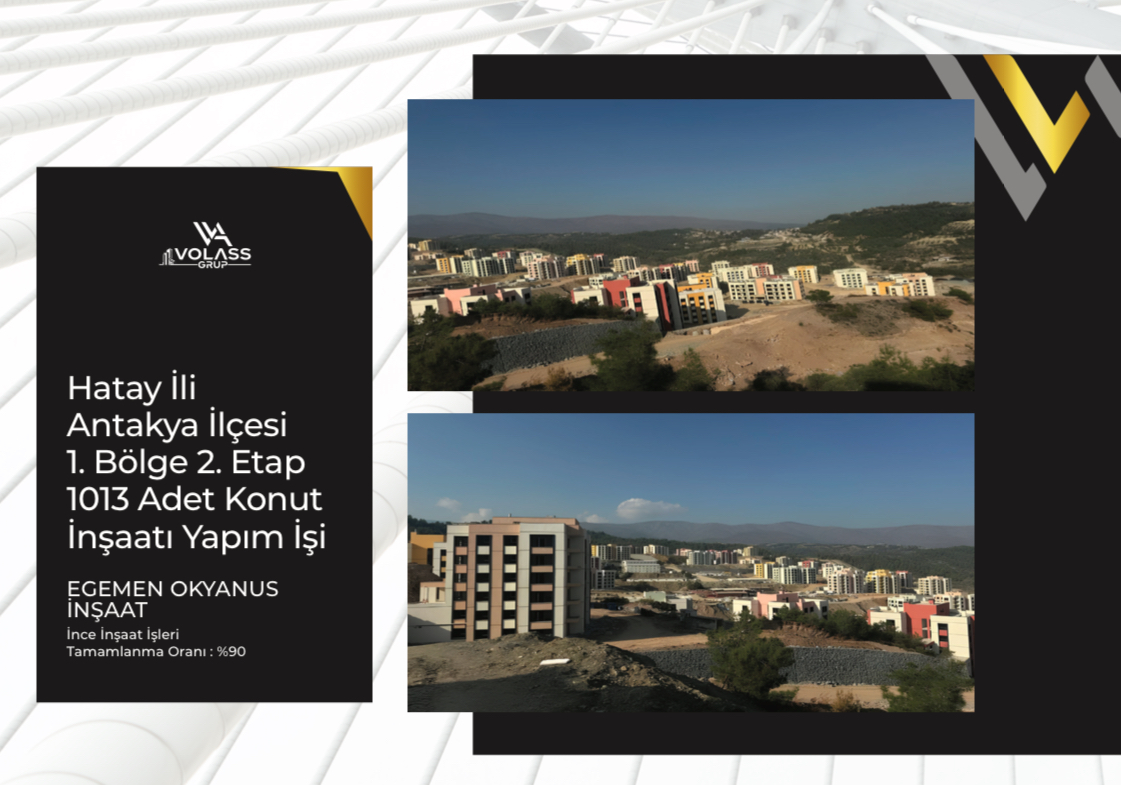 VOLASS
GRUP
Hatay İli
Antakya İlçesi
1. Bölge 2. Etap
1013 Adet Konut
İnşaatı Yapım İşi
EGEMEN OKYANUS
İNŞAAT
İnce İnşaat İşleri
Tamamlanma Oranı : %90